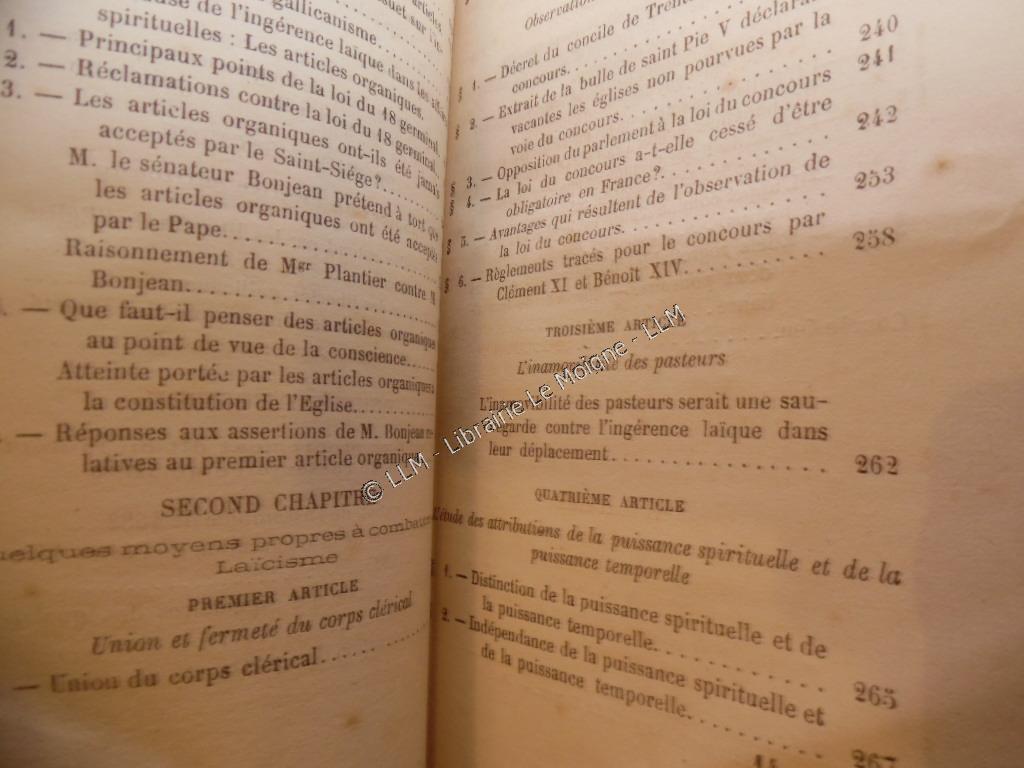 gallicanisme
de l'ingérence laïque dans les
spirituelles : Les articles organiques.
1. — Principaux points de la loi du 18 germinal.
2. — Réclamations contre la loi du 18 germinal.
3. — Les articles organiques ont-ils été jamais
acceptés par le Saint-Siége?......
M. le sénateur Bonjean prétend à tort que
les articles organiques ont été acceptés
par le Pape....................
Raisonnement de Mgr Plantier contre M.
Bonjean........................
— Que faut-il penser des articles organique
au point de vue de la conscience....
Atteinte portée par les articles organiques à
la constitution de l'Eglise........
— Réponses aux assertions de M. Bonjean re-
latives au premier article organique
SECOND CHAPITRE
quelques moyens propres à combattre
Laïcisme
PREMIER ARTICLE
Union et fermeté du corps clérical
— Union du corps clérical......
§ 1. — Décret du concile de Trente
concours.................... 240
§ 2. — Extrait de la bulle de saint Pie V déclarant
vacantes les églises non pourvues par la
voie du concours.............. 241
§ 3. — Opposition du parlement à la loi du concours 242
§ 4. — La loi du concours a-t-elle cessé d'être
obligatoire en France?..........
§ 5. — Avantages qui résultent de l'observation de
la loi du concours.............. 253
§ 6. — Règlements tracés pour le concours par
Clément XI et Bénoît XIV........... 258
TROISIÈME ARTICLE
des pasteurs
des pasteurs serait une sau-
vegarde contre l'ingérence laïque dans
leur déplacement................ 262
QUATRIÈME ARTICLE
L'étude des attributions de la puissance spirituelle et de la
puissance temporelle
1. — Distinction de la puissance spirituelle et de
la puissance temporelle............ 265
2. — Indépendance de la puissance spirituelle et
de la puissance temporelle.......... 267
© LLM - Librairie Le Moigne - LLM